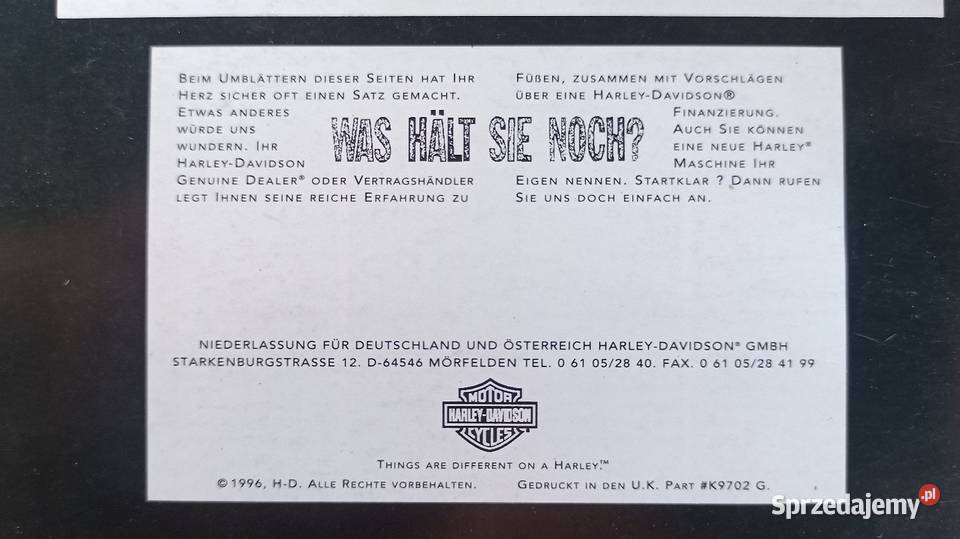 BEIM UMBLÄTTERN DIESER SEITEN HAT IHR
HERZ SICHER OFT EINEN SATZ GEMACHT.
ETWAS ANDERES
WÜRDE UNS
WUNDERN. IHR
HARLEY-DAVIDSON
GENUINE DEALER® ODER VERTRAGSHÄNDLER
LEGT IHNEN SEINE REICHE ERFAHRUNG ZU
WAS HÄLT SIE NOCH?
FÜßEN, ZUSAMMEN MIT VORSCHLÄGEN
ÜBER EINE HARLEY-DAVIDSON®
FINANZIERUNG.
AUCH SIE KÖNNEN
EINE NEUE HARLEY®
MASCHINE IHR
EIGEN NENNEN. STARTKLAR ? DANN RUFEN
SIE UNS DOCH EINFACH AN.
NIEDERLASSUNG FÜR DEUTSCHLAND UND ÖSTERREICH HARLEY-DAVIDSON® GMBH
STARKENBURGSTRASSE 12. D-64546 MÖRFELDEN TEL. 0 61 05/28 40. FAX. 0 61 05/28 41 99
MOTOR
HARLEY-DAVIDSON
CYCLES
THINGS ARE DIFFERENT ON A HARLEY.™
©1996, H-D. ALLE RECHTE VORBEHALTEN. GEDRUCKT IN DEN U.K. PART #K9702 G.
Sprzedajemy.pl